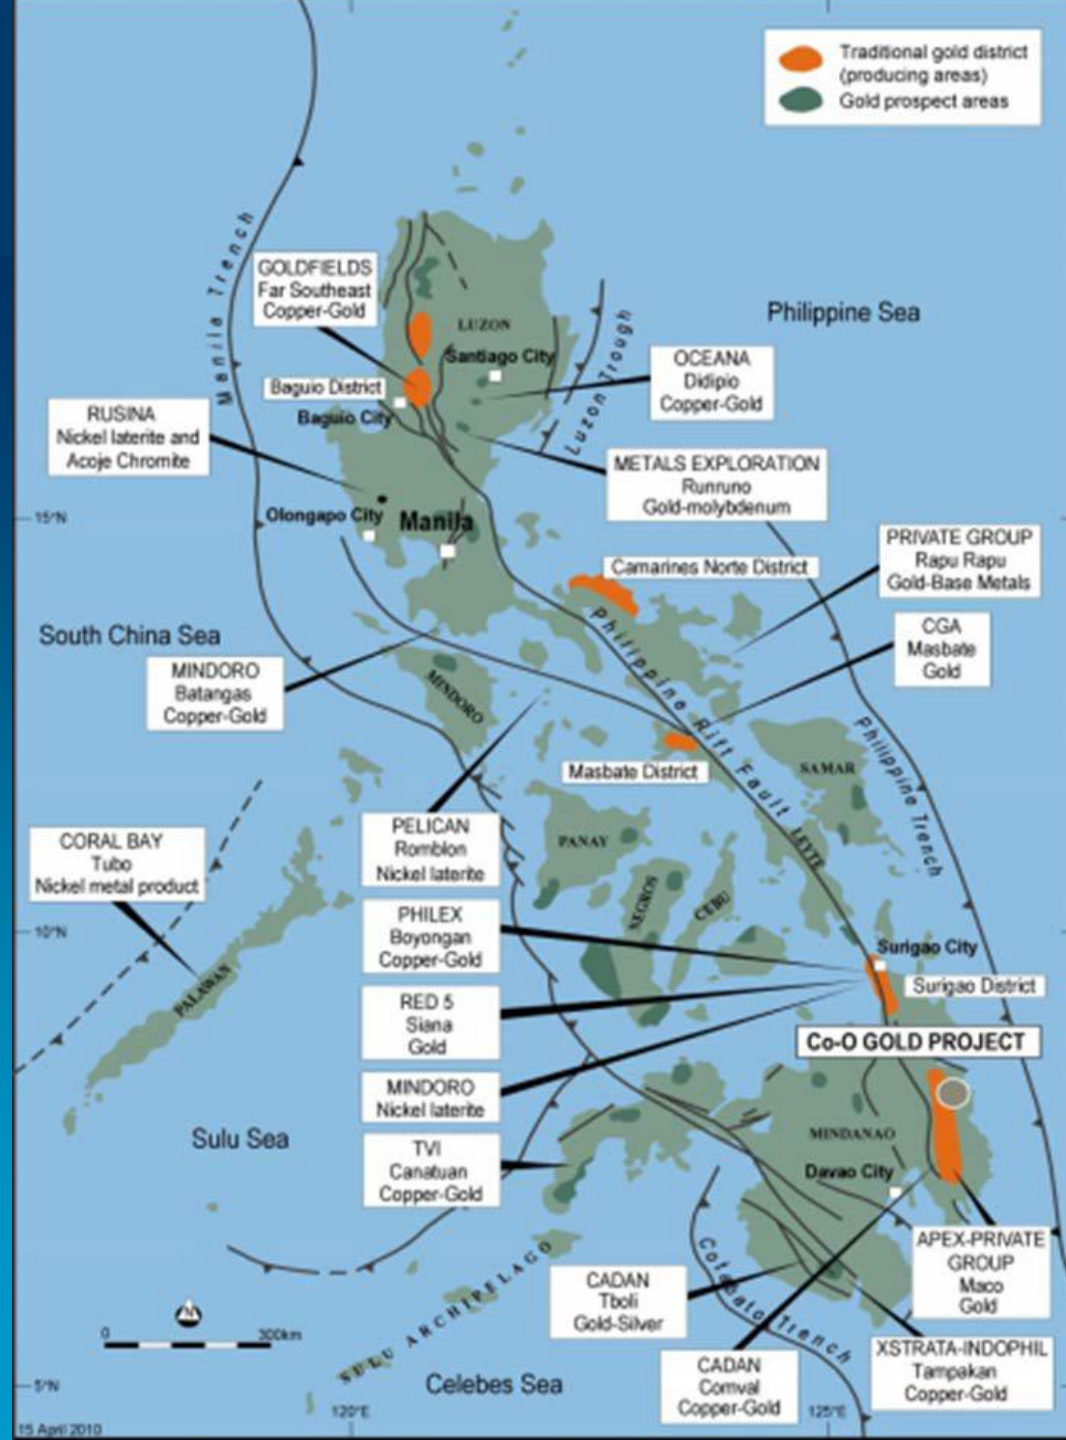 Traditional gold district
(producing areas)
Gold prospect areas
Manila Trench
GOLDFIELDS
Far Southeast
Copper-Gold
LUZON
Santiago City
Luzon Trough
Philippine Sea
OCEANA
Didipio
Copper-Gold
Baguio District
Baguio City
RUSINA
Nickel laterite and
Acoje Chromite
METALS EXPLORATION
Runruno
Gold-molybdenum
15°N
Olongapo City
Manila
PRIVATE GROUP
Rapu Rapu
Gold-Base Metals
Camarines Norte District
CGA
Masbate
Gold
South China Sea
Philippine Rift Fault
MINDORO
Batangas
Copper-Gold
MINDORO
Philippine Trench
Masbate District
SAMAR
PELICAN
Romblon
Nickel laterite
PANAY
LEYTE
CORAL BAY
Tubo
Nickel metal product
NEGROS
CEBU
PHILEX
Boyongan
Copper-Gold
10°N
Surigao City
PALAWAN
Surigao District
RED 5
Siana
Gold
Co-O GOLD PROJECT
MINDORO
Nickel laterite
Sulu Sea
MINDANAO
TVI
Canatuan
Copper-Gold
Davao City
APEX-PRIVATE
GROUP
Maco
Gold
Cotabato Trench
SULU ARCHIPELAGO
CADAN
Tboli
Gold-Silver
N
0 300km
XSTRATA-INDOPHIL
Tampakan
Copper-Gold
CADAN
Comval
Copper-Gold
Celebes Sea
5°N
120°E
125°E
15 April 2010